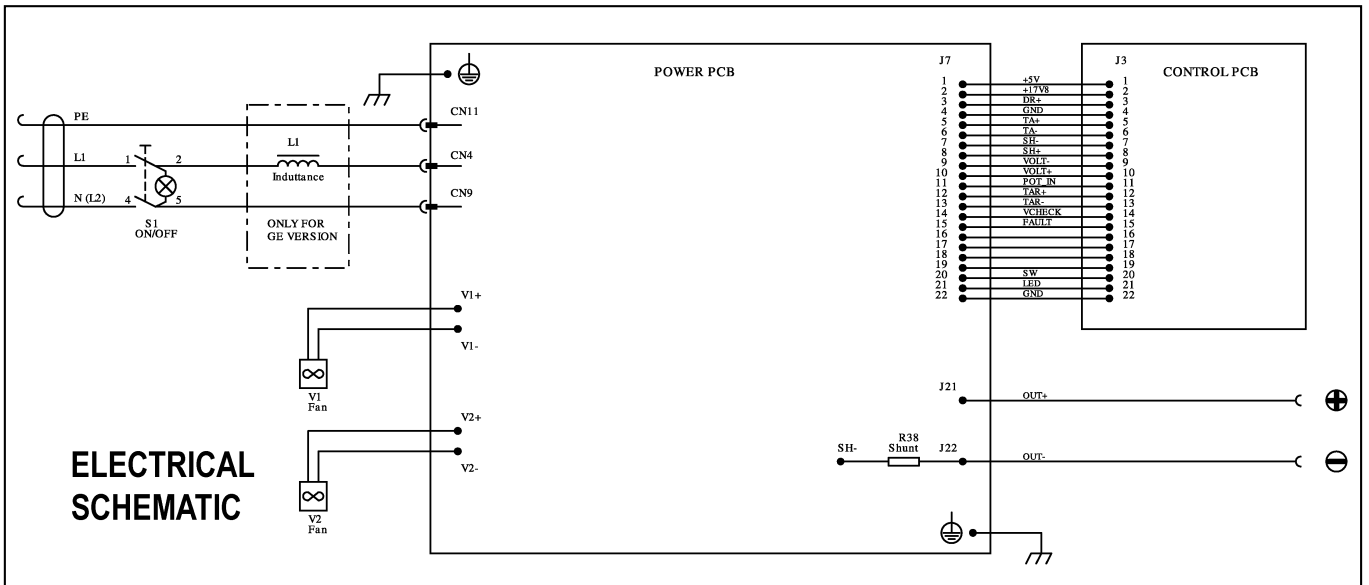 POWER PCB
J7
J3
CONTROL PCB
1 +5V 1
2 +17V8 2
3 DR+ 3
4 GND 4
5 TA+ 5
6 TA- 6
7 SH- 7
8 SH+ 8
9 VOLT- 9
10 VOLT+ 10
11 POT_IN 11
12 TAR+ 12
13 TAR- 13
14 VCHECK 14
15 FAULT 15
16 16
17 17
18 18
19 19
20 SW 20
21 LED 21
22 GND 22
CN11
PE
L1
L1
1 2
CN4
Induttance
N (L2)
4 5
CN9
S1
ON/OFF
ONLY FOR
GE VERSION
V1+
V1-
V1
Fan
V2+
V2-
V2
Fan
J21
OUT+
SH-
R38
Shunt
J22
OUT-
ELECTRICAL
SCHEMATIC